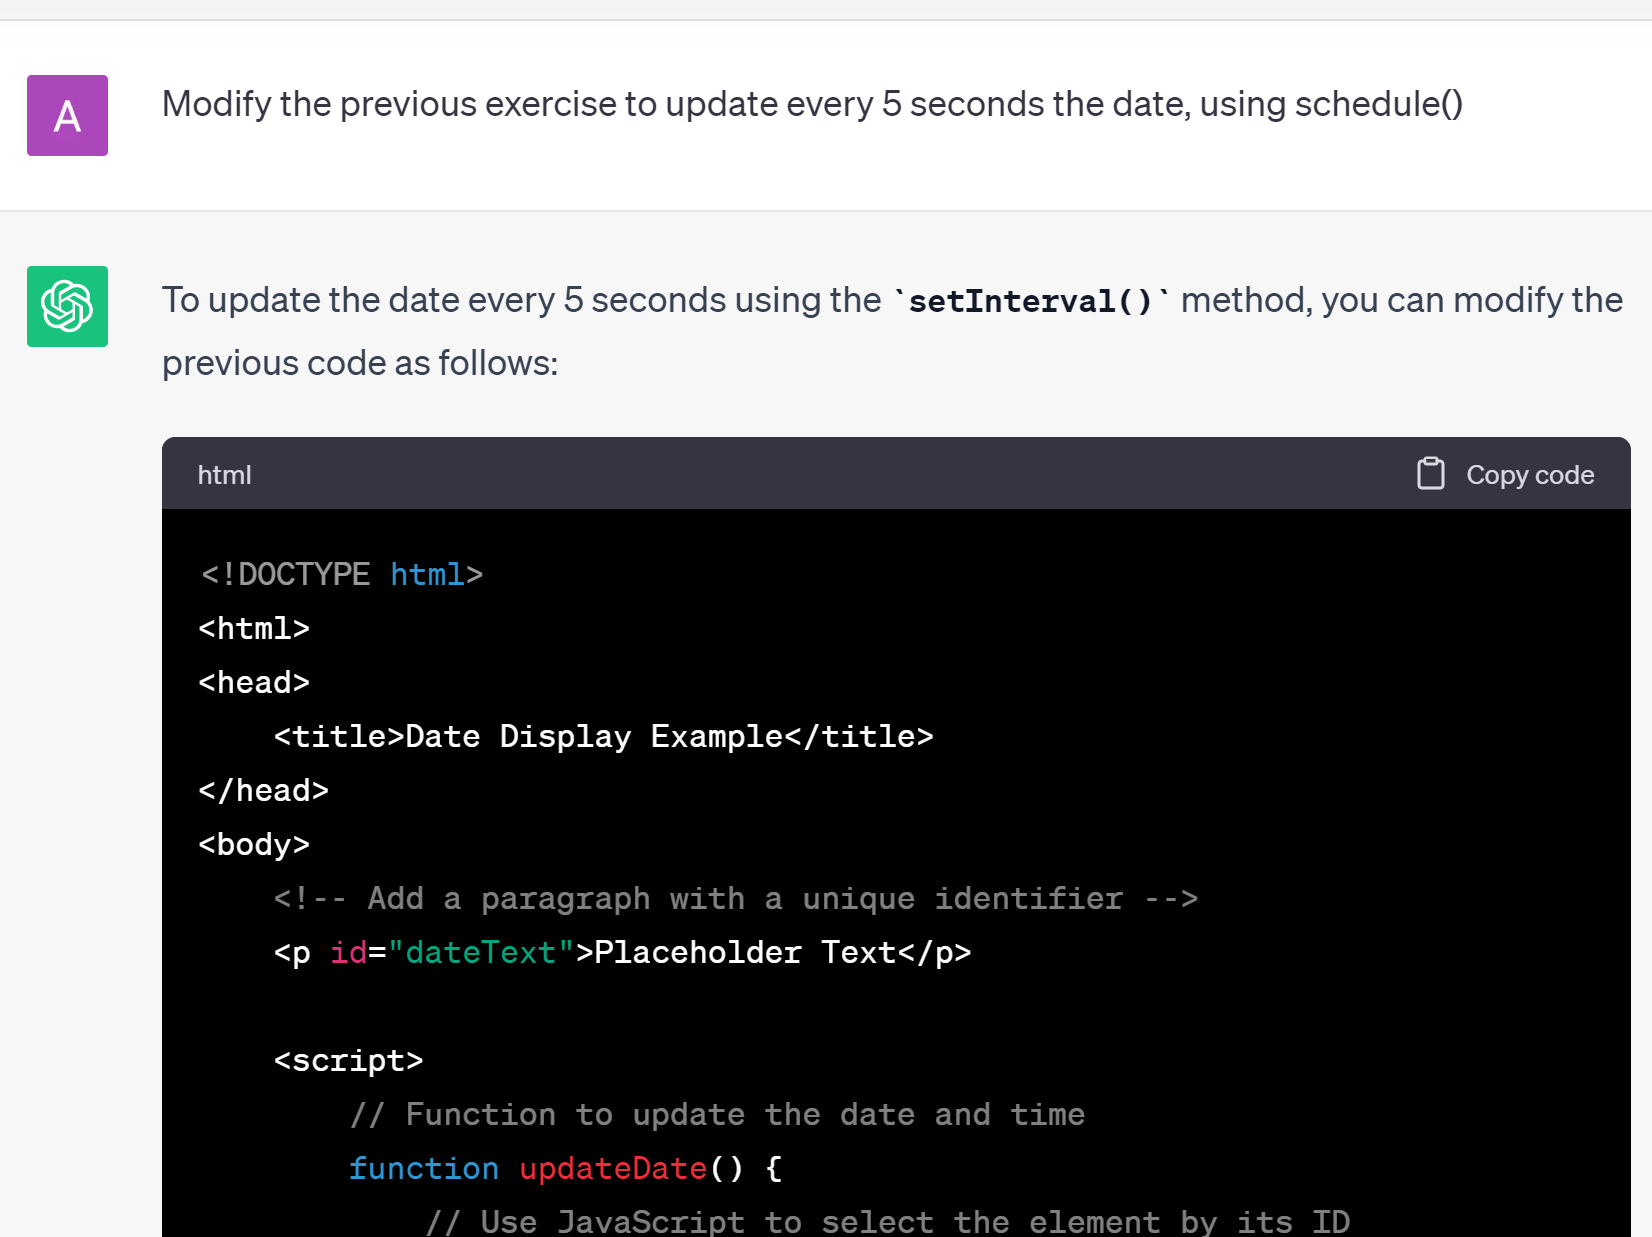 A
Modify the previous exercise to update every 5 seconds the date, using schedule()
To update the date every 5 seconds using the `setInterval()` method, you can modify the
previous code as follows:
html
Copy code
<!DOCTYPE html>
<html>
<head>
    <title>Date Display Example</title>
</head>
<body>
    <!-- Add a paragraph with a unique identifier -->
    <p id="dateText">Placeholder Text</p>
    <script>
        // Function to update the date and time
        function updateDate() {
            // Use JavaScript to select the element by its ID